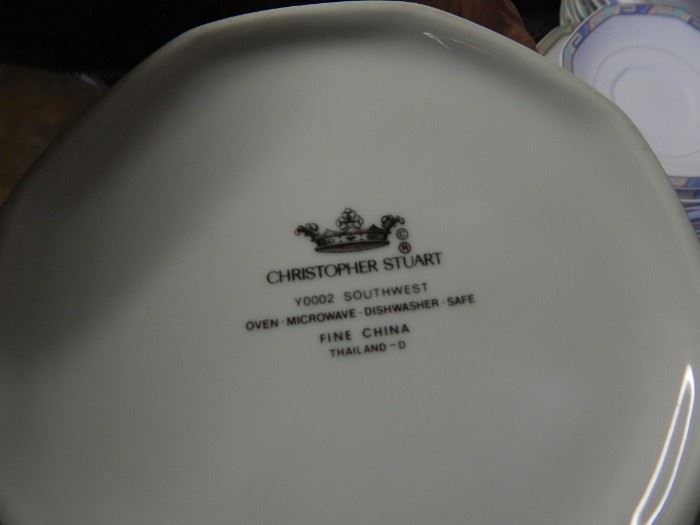 ©
®
CHRISTOPHER STUART
Y0002 SOUTHWEST
OVEN · MICROWAVE · DISHWASHER · SAFE
FINE CHINA
THAILAND - D